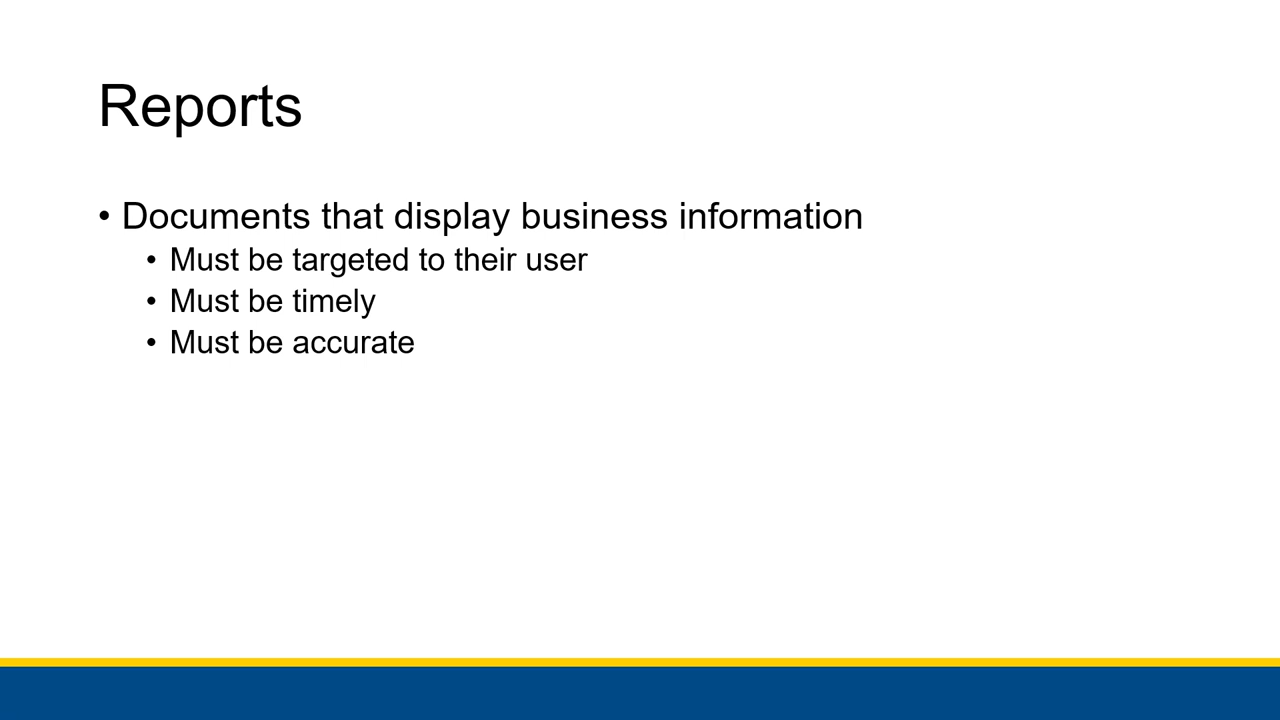 Reports
• Documents that display business information
• Must be targeted to their user
• Must be timely
• Must be accurate